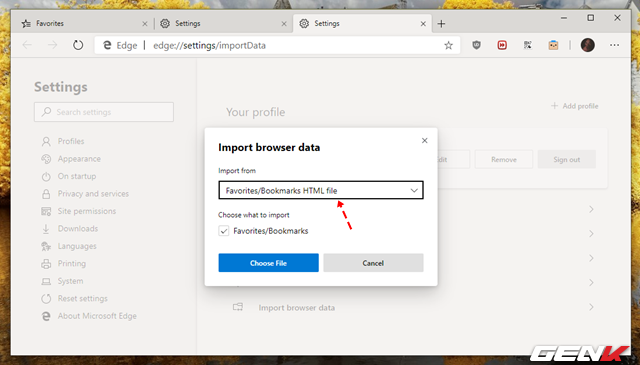 Favorites
Settings
Settings
Edge
edge://settings/importData
Settings
Search settings
Profiles
Appearance
On startup
Privacy and services
Site permissions
Downloads
Languages
Printing
System
Reset settings
About Microsoft Edge
Your profile
Add profile
dit
Remove
Sign out
Import browser data
Import browser data
Import from
Favorites/Bookmarks HTML file
Choose what to import
Favorites/Bookmarks
Choose File
Cancel
GENK